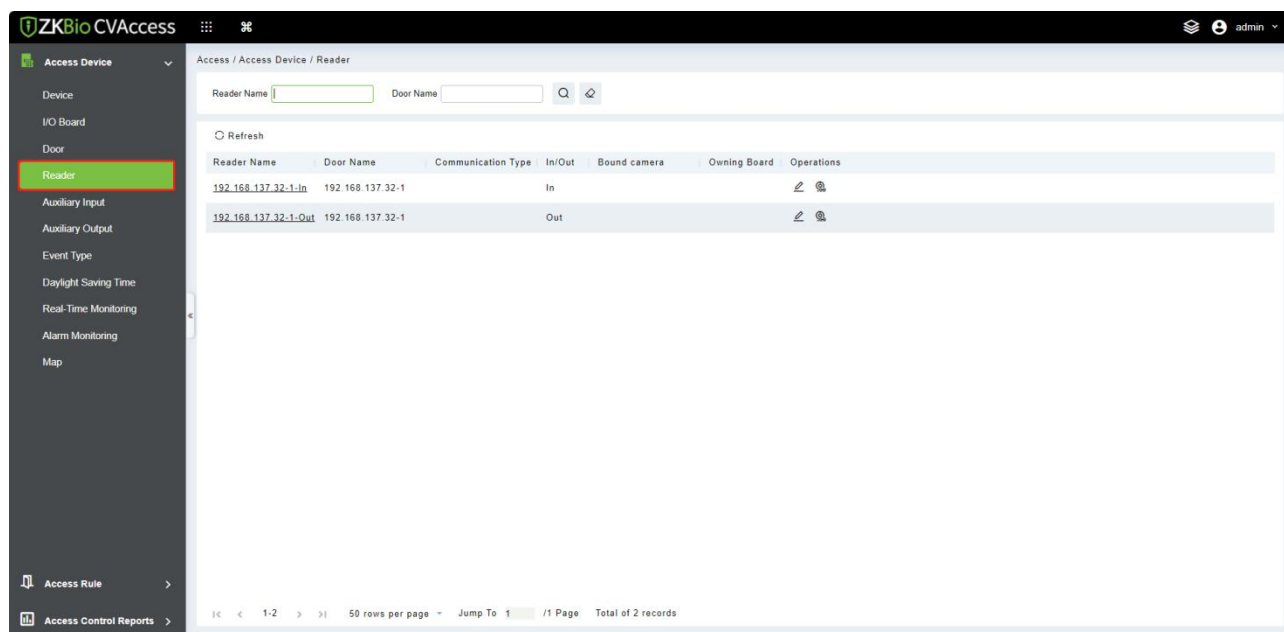 ZKBio CVAccess
admin
Access Device
Device
I/O Board
Door
Reader
Auxiliary Input
Auxiliary Output
Event Type
Daylight Saving Time
Real-Time Monitoring
Alarm Monitoring
Map
Access Rule
Access Control Reports
Access / Access Device / Reader
Reader Name Door Name
Refresh
Reader Name Door Name Communication Type In/Out Bound camera Owning Board Operations
192.168.137.32-1-In 192.168.137.32-1 In
192.168.137.32-1-Out 192.168.137.32-1 Out
|< < 1-2 > >| 50 rows per page Jump To 1 /1 Page Total of 2 records